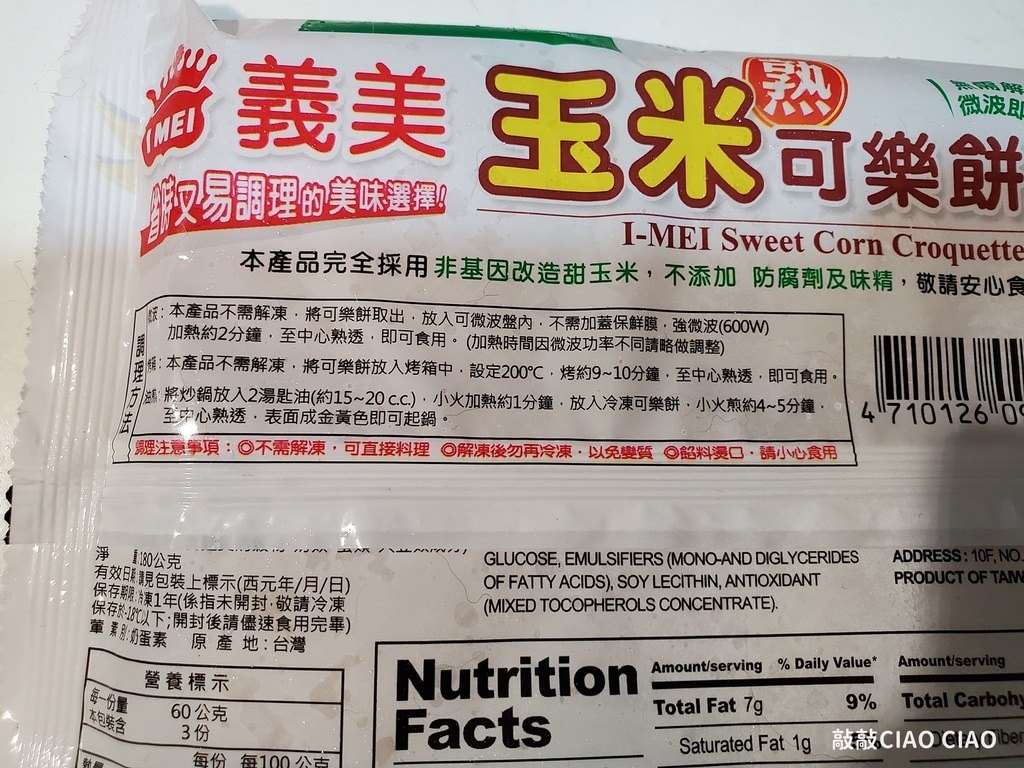 I MEI
義美
玉米
熟
可樂餅
微波即
省時又易調理的美味選擇!
I-MEI Sweet Corn Croquette
本產品完全採用非基因改造甜玉米，不添加 防腐劑及味精，敬請安心食
調理方法
微波：本產品不需解凍，將可樂餅取出，放入可微波盤內，不需加蓋保鮮膜，強微波(600W)
加熱約2分鐘，至中心熟透，即可食用。(加熱時間因微波功率不同請略做調整)
烤箱：本產品不需解凍，將可樂餅放入烤箱中，設定200℃，烤約9~10分鐘，至中心熟透，即可食用。
油煎：將炒鍋放入2湯匙油(約15~20 c.c.)，小火加熱約1分鐘，放入冷凍可樂餅，小火煎約4~5分鐘，
至中心熟透，表面成金黃色即可起鍋。
調理注意事項：◎不需解凍，可直接料理 ◎解凍後勿再冷凍，以免變質 ◎餡料燙口，請小心食用
4 710126 09
淨 重:180公克
有效日期:請見包裝上標示(西元年/月/日)
保存期限:冷凍1年(係指未開封，敬請冷凍
保存於-18℃以下;開封後請儘速食用完畢)
葷素別:奶蛋素 原產地:台灣
營養標示
每一份量 60公克
本包裝含 3份
每份 每100公克
GLUCOSE, EMULSIFIERS (MONO-AND DIGLYCERIDES
OF FATTY ACIDS), SOY LECITHIN, ANTIOXIDANT
(MIXED TOCOPHEROLS CONCENTRATE).
ADDRESS: 10F, NO.
PRODUCT OF TAIW
Nutrition
Facts
Amount/serving % Daily Value*
Total Fat 7g 9%
Saturated Fat 1g
Amount/serving
Total Carbohy
敲敲CIAO CIAO